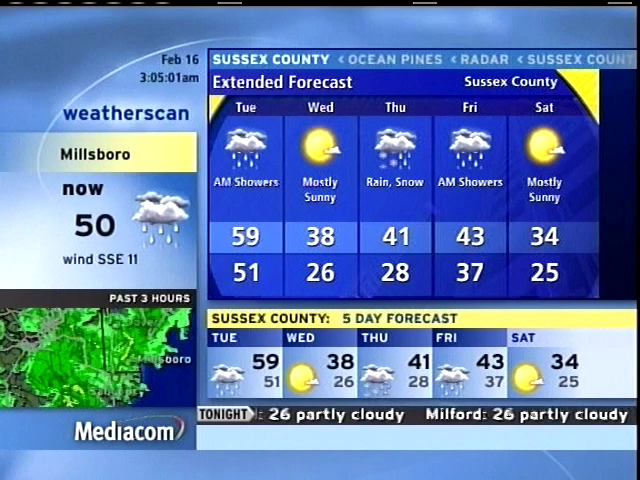 Feb 16
3:05:01am
SUSSEX COUNTY < OCEAN PINES < RADAR < SUSSEX COUNT
Extended Forecast Sussex County
weatherscan
Millsboro
now
50
wind SSE 11
Tue Wed Thu Fri Sat
AM Showers Mostly Sunny Rain, Snow AM Showers Mostly Sunny
59 38 41 43 34
51 26 28 37 25
PAST 3 HOURS
Millsboro
SUSSEX COUNTY: 5 DAY FORECAST
TUE WED THU FRI SAT
59 38 41 43 34
51 26 28 37 25
TONIGHT : 26 partly cloudy Milford: 26 partly cloudy
Mediacom